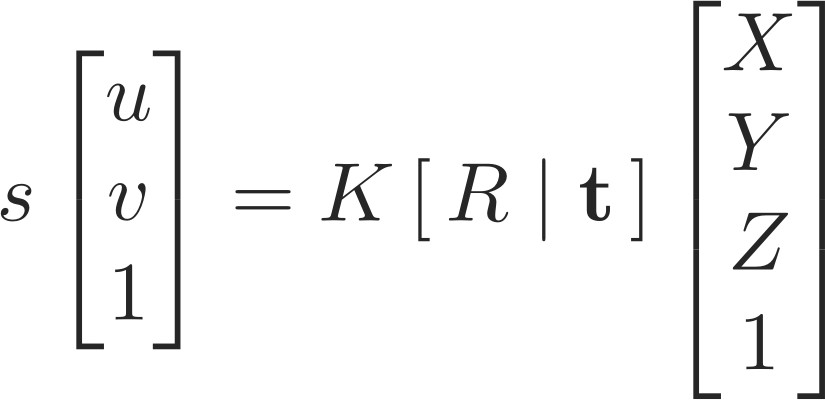 s [u v 1] = K [ R | t ] [X Y Z 1]